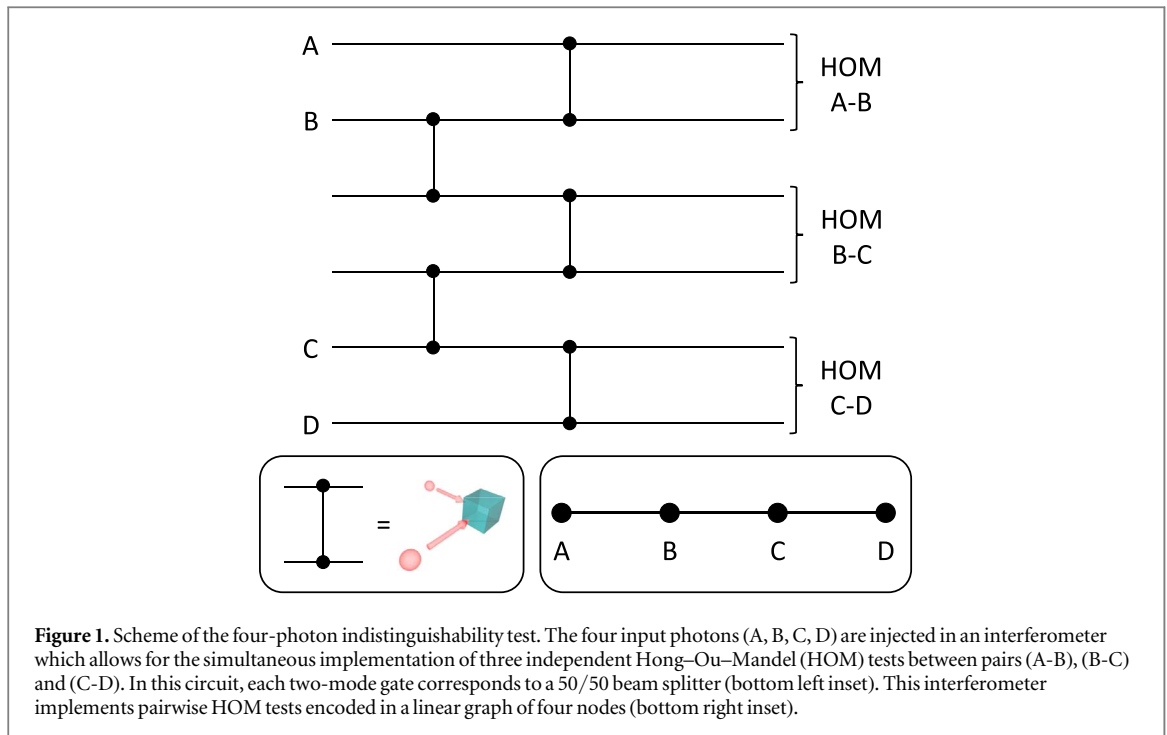 A
HOM
A-B
B
HOM
B-C
C
HOM
C-D
D
=
A B C D
Figure 1. Scheme of the four-photon indistinguishability test. The four input photons (A, B, C, D) are injected in an interferometer
which allows for the simultaneous implementation of three independent Hong–Ou–Mandel (HOM) tests between pairs (A-B), (B-C)
and (C-D). In this circuit, each two-mode gate corresponds to a 50/50 beam splitter (bottom left inset). This interferometer
implements pairwise HOM tests encoded in a linear graph of four nodes (bottom right inset).